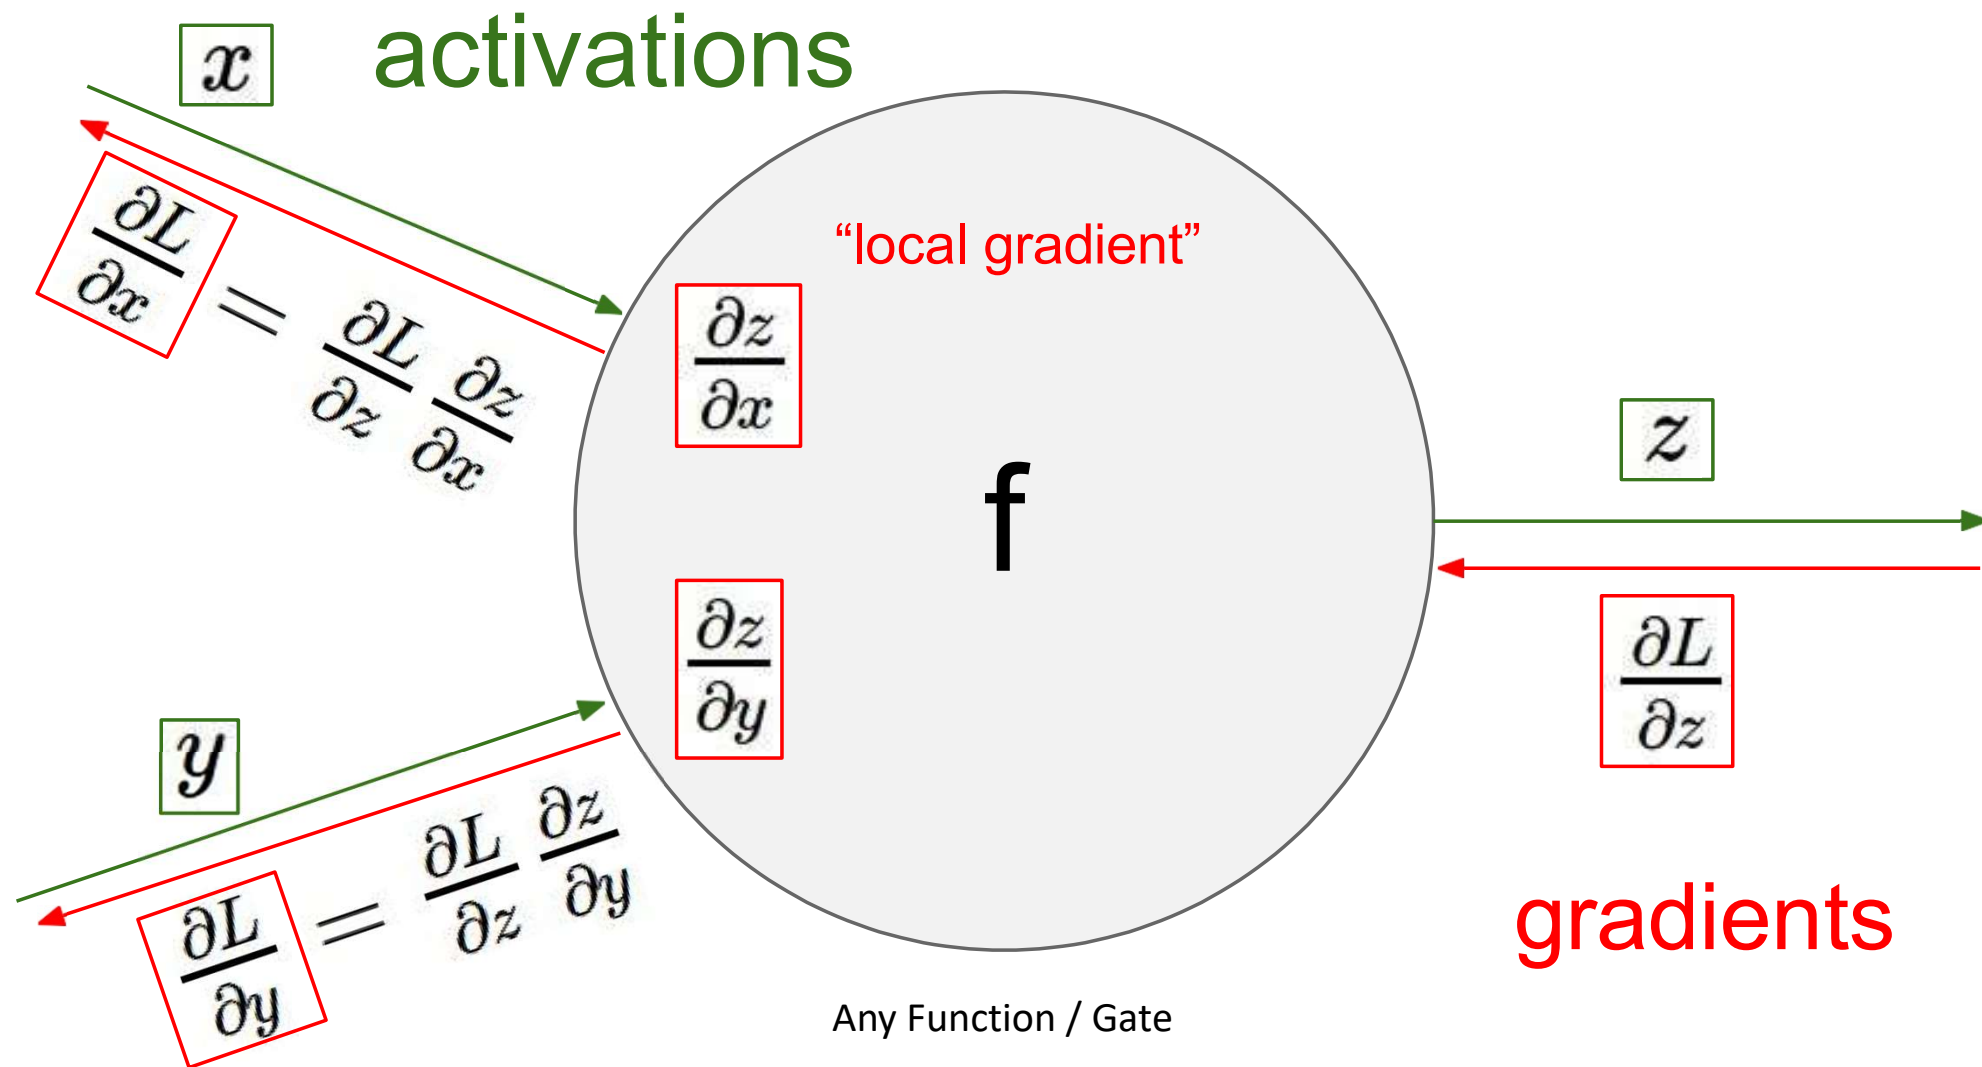 x
activations
"local gradient"
∂L/∂x = ∂L/∂z ∂z/∂x
∂z/∂x
f
z
∂z/∂y
∂L/∂z
y
∂L/∂y = ∂L/∂z ∂z/∂y
gradients
Any Function / Gate